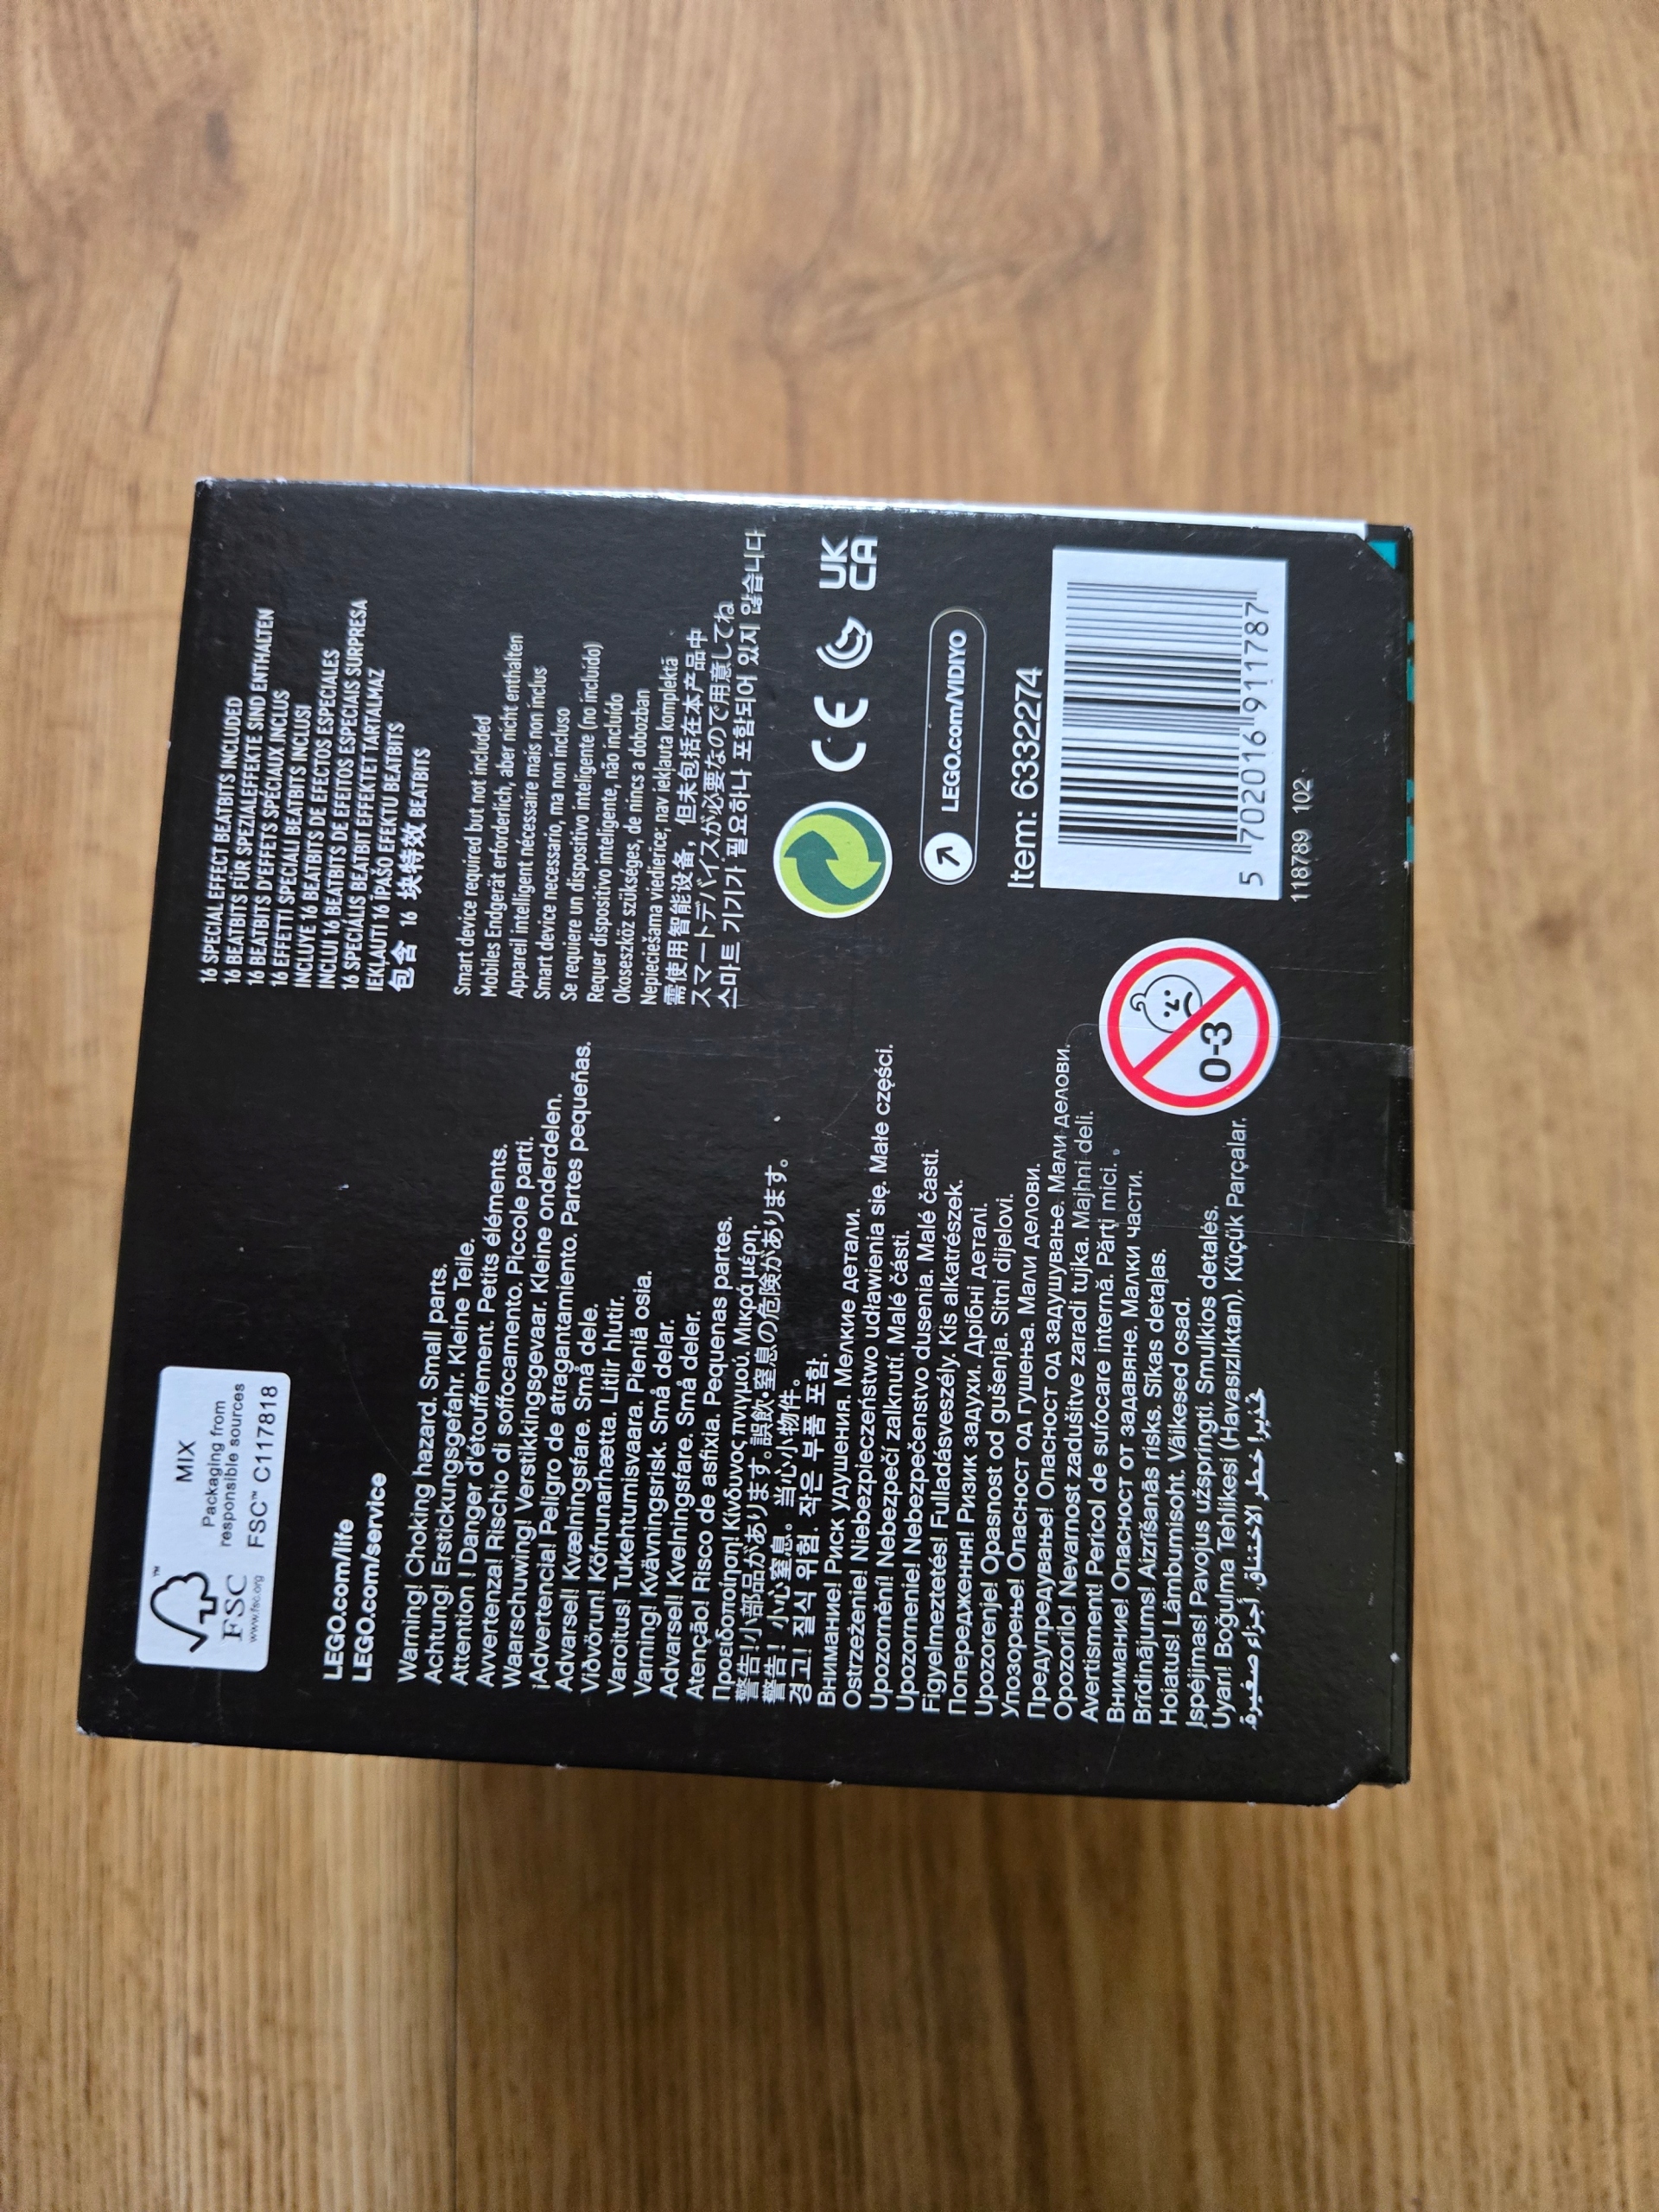 MIX
Packaging from
responsible sources
FSC™ C117818
FSC
www.fsc.org
LEGO.com/life
LEGO.com/service
Warning! Choking hazard. Small parts.
Achtung! Erstickungsgefahr. Kleine Teile.
Attention ! Danger d'étouffement. Petits éléments.
Avvertenza! Rischio di soffocamento. Piccole parti.
Waarschuwing! Verstikkingsgevaar. Kleine onderdelen.
¡Advertencia! Peligro de atragantamiento. Partes pequeñas.
Advarsel! Kvælningsfare. Små dele.
Viðvörun! Köfnunarhætta. Litlir hlutir.
Varoitus! Tukehtumisvaara. Pieniä osia.
Varning! Kvävningsrisk. Små delar.
Advarsel! Kvelningsfare. Små deler.
Atenção! Risco de asfixia. Pequenas partes.
Προειδοποίηση! Κίνδυνος πνιγμού. Μικρά μέρη.
警告!小部品があります。誤飲・窒息の危険があります。
警告！小心窒息。当心小物件。
경고! 질식 위험. 작은 부품 포함.
Внимание! Риск удушения. Мелкие детали.
Ostrzeżenie! Niebezpieczeństwo udławienia się. Małe części.
Upozornění! Nebezpečí zalknutí. Malé části.
Upozornenie! Nebezpečenstvo dusenia. Malé časti.
Figyelmeztetés! Fulladásveszély. Kis alkatrészek.
Попередження! Ризик задухи. Дрібні деталі.
Upozorenje! Opasnost od gušenja. Sitni dijelovi.
Упозорење! Опасност од гушења. Мали делови.
Предупредување! Опасност од задушување. Мали делови.
Opozorilo! Nevarnost zadušitve zaradi tujka. Majhni deli.
Avertisment! Pericol de sufocare internă. Părți mici.
Внимание! Опасност от задавяне. Малки части.
Brīdinājums! Aizrīšanās risks. Sīkas detaļas.
Hoiatus! Lämbumisoht. Väikesed osad.
Įspėjimas! Pavojus užspringti. Smulkios detalės.
Uyarı! Boğulma Tehlikesi (Havasızlıktan). Küçük Parçalar.
تحذير! خطر الاختناق. أجزاء صغيرة.
0-3
16 SPECIAL EFFECT BEATBITS INCLUDED
16 BEATBITS FÜR SPEZIALEFFEKTE SIND ENTHALTEN
16 BEATBITS D'EFFETS SPÉCIAUX INCLUS
16 EFFETTI SPECIALI BEATBITS INCLUSI
INCLUYE 16 BEATBITS DE EFECTOS ESPECIALES
INCLUI 16 BEATBITS DE EFEITOS ESPECIAIS SURPRESA
16 SPECIÁLIS BEATBIT EFFEKTET TARTALMAZ
IEKĻAUTI 16 ĪPAŠO EFEKTU BEATBITS
包含 16 块特效 BEATBITS
Smart device required but not included
Mobiles Endgerät erforderlich, aber nicht enthalten
Appareil intelligent nécessaire mais non inclus
Smart device necessario, ma non incluso
Se requiere un dispositivo inteligente (no incluido)
Requer dispositivo inteligente, não incluído
Okoseszköz szükséges, de nincs a dobozban
Nepieciešama viedierīce; nav iekļauta komplektā
需使用智能设备，但未包括在本产品中
スマートデバイスが必要なので用意してね
스마트 기기가 필요하나 포함되어 있지 않습니다
CE
UK
CA
LEGO.com/VIDIYO
Item: 6332274
5 702016 911787
118789 102